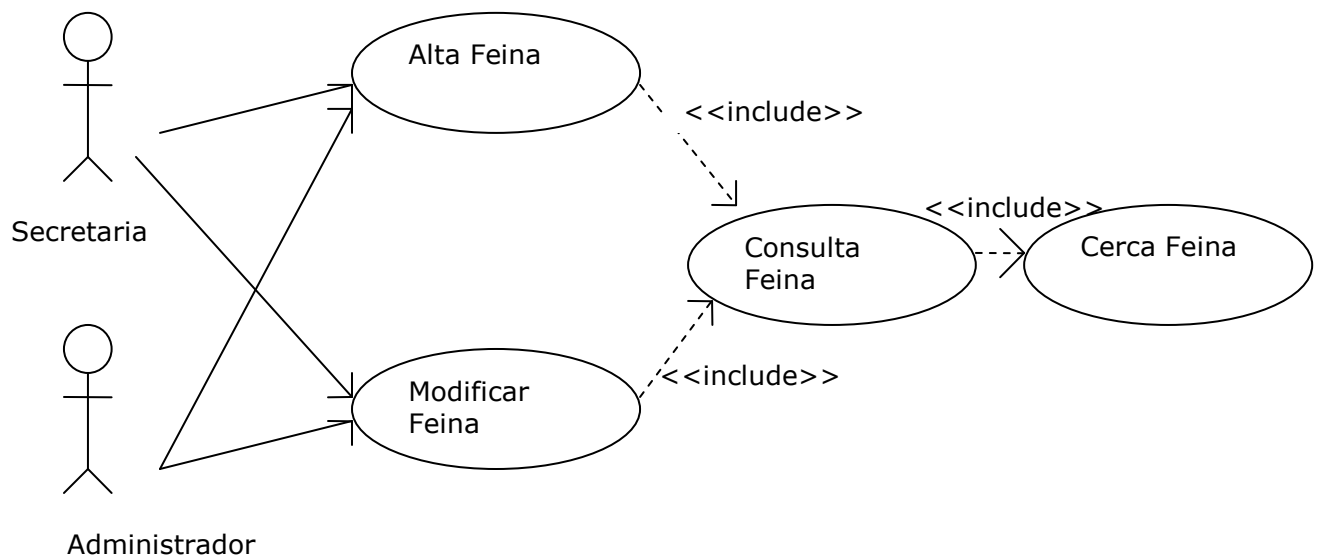 Alta Feina
<<include>>
Secretaria
<<include>>
Consulta
Feina
Cerca Feina
Modificar
Feina
<<include>>
Administrador